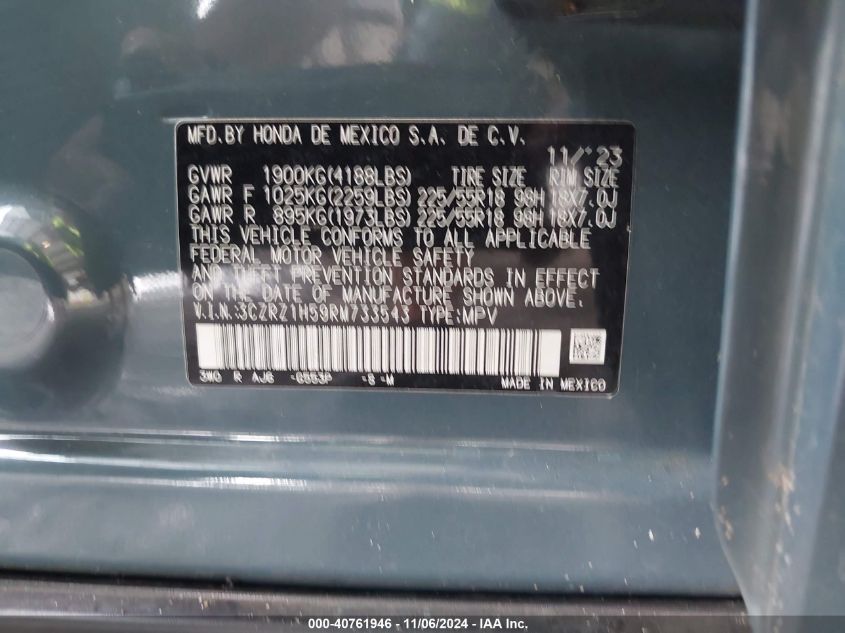 MFD.BY HONDA DE MEXICO S.A. DE C.V.
11/'23
GVWR 1900KG(4188LBS) TIRE SIZE RIM SIZE
GAWR F 1025KG(2259LBS) 225/55R18 98H 18X7.0J
GAWR R 895KG(1973LBS) 225/55R18 98H 18X7.0J
THIS VEHICLE CONFORMS TO ALL APPLICABLE
FEDERAL MOTOR VEHICLE SAFETY
AND THEFT PREVENTION STANDARDS IN EFFECT
ON THE DATE OF MANUFACTURE SHOWN ABOVE.
V.I.N.:3CZRZ1H59RM733543 TYPE:MPV
3W0 R AJ6 -G553P -S -M MADE IN MEXICO
000-40761946 - 11/06/2024 - IAA Inc.